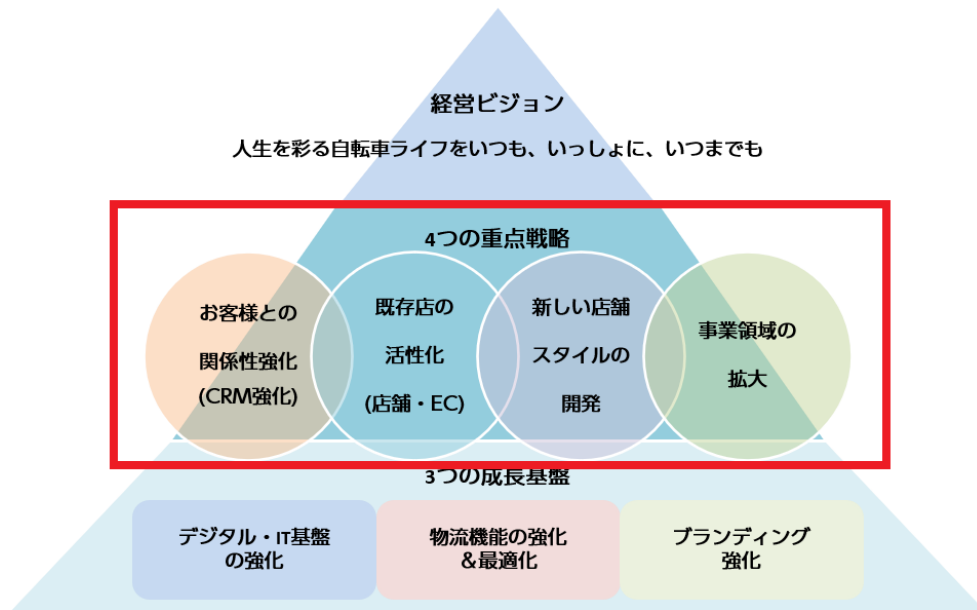 経営ビジョン
人生を彩る自転車ライフをいつも、いっしょに、いつまでも
4つの重点戦略
お客様との
関係性強化
(CRM強化)
既存店の
活性化
(店舗・EC)
新しい店舗
スタイルの
開発
事業領域の
拡大
3つの成長基盤
デジタル・IT基盤
の強化
物流機能の強化
&最適化
ブランディング
強化